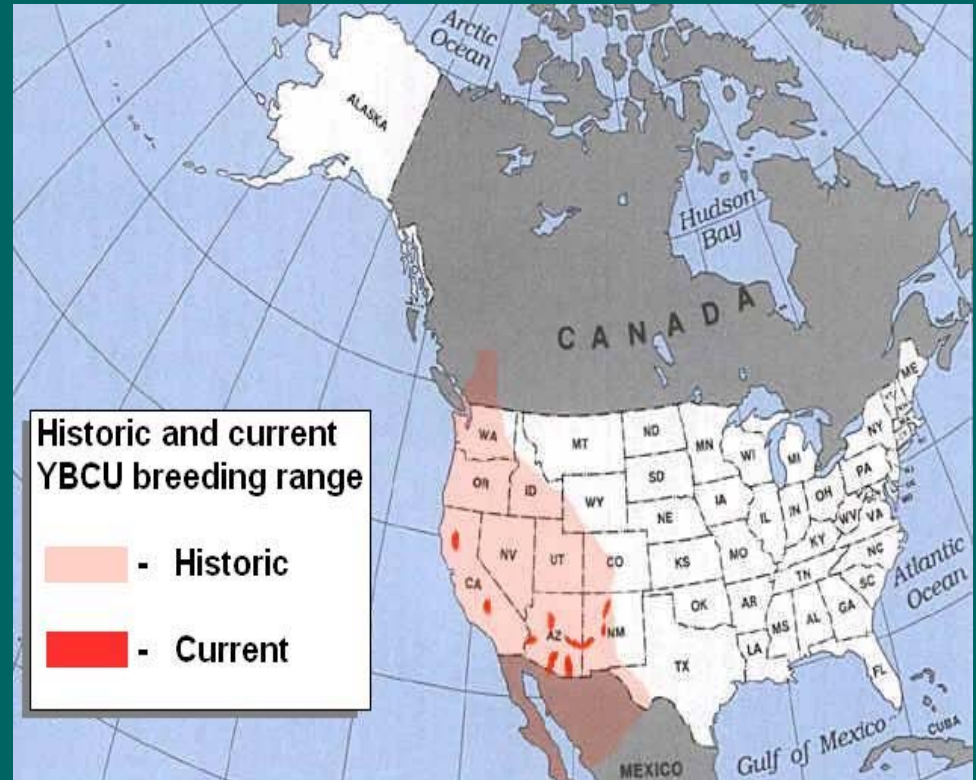 Arctic
Ocean
ALASKA
Hudson
Bay
CANADA
Historic and current
YBCU breeding range
- Historic
- Current
WA
MT
ND
MN
ME
OR
ID
SD
WI
MI
NY
WY
IA
PA
NE
IL
IN
OH
WV
VA
NV
UT
CO
KS
MO
KY
NC
CA
TN
SC
AZ
NM
OK
AR
MS
AL
GA
TX
LA
FL
Atlantic
Ocean
Gulf of Mexico
CUBA
MEXICO